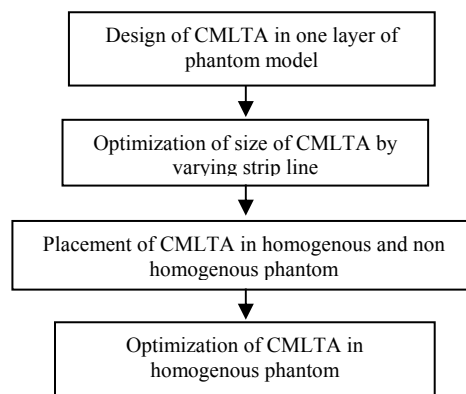 Design of CMLTA in one layer of
phantom model
Optimization of size of CMLTA by
varying strip line
Placement of CMLTA in homogenous and non
homogenous phantom
Optimization of CMLTA in
homogenous phantom